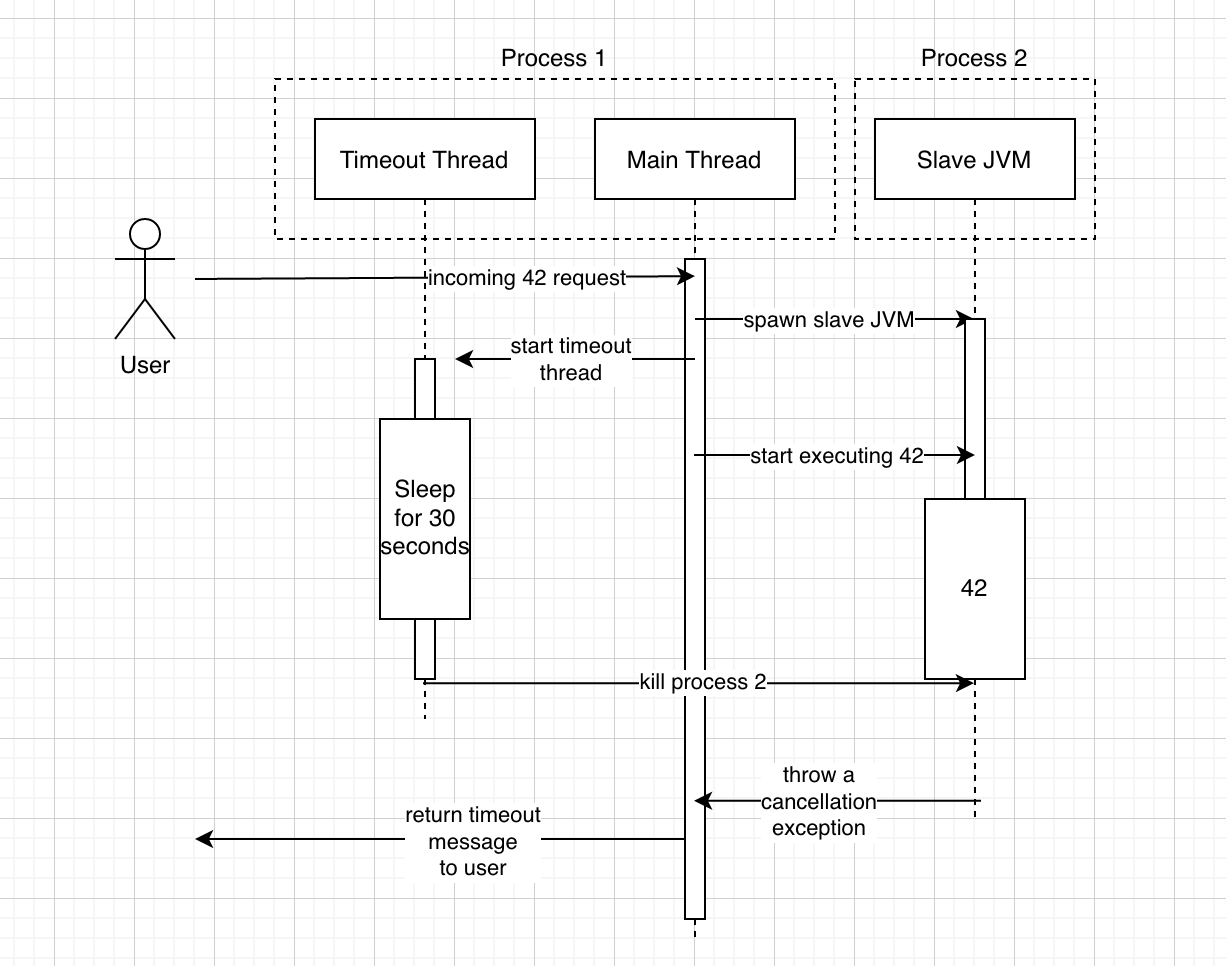 Process 1
Process 2
Timeout Thread
Main Thread
Slave JVM
User
incoming 42 request
spawn slave JVM
start timeout
thread
start executing 42
Sleep
for 30
seconds
42
kill process 2
throw a
cancellation
exception
return timeout
message
to user